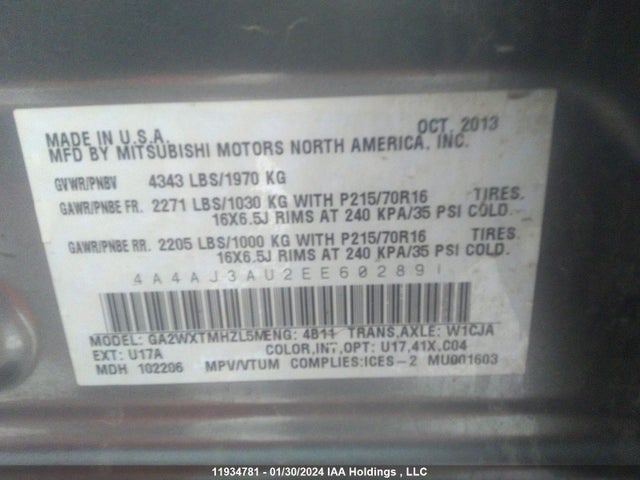 OCT 2013
MADE IN U.S.A.
MFD BY MITSUBISHI MOTORS NORTH AMERICA, INC.
GVWR/PNBV 4343 LBS/1970 KG
GAWR/PNBE FR. 2271 LBS/1030 KG WITH P215/70R16 TIRES.
16X6.5J RIMS AT 240 KPA/35 PSI COLD.
GAWR/PNBE RR. 2205 LBS/1000 KG WITH P215/70R16 TIRES.
16X6.5J RIMS AT 240 KPA/35 PSI COLD.
4A4AJ3AU2EE602891
MODEL: GA2WXTMHZL5M ENG: 4B11 TRANS,AXLE: W1CJA
EXT: U17A COLOR,INT,OPT: U17,41X,C04
MDH 102206 MPV/VTUM COMPLIES:ICES-2 MU001603
11934781 - 01/30/2024 IAA Holdings , LLC